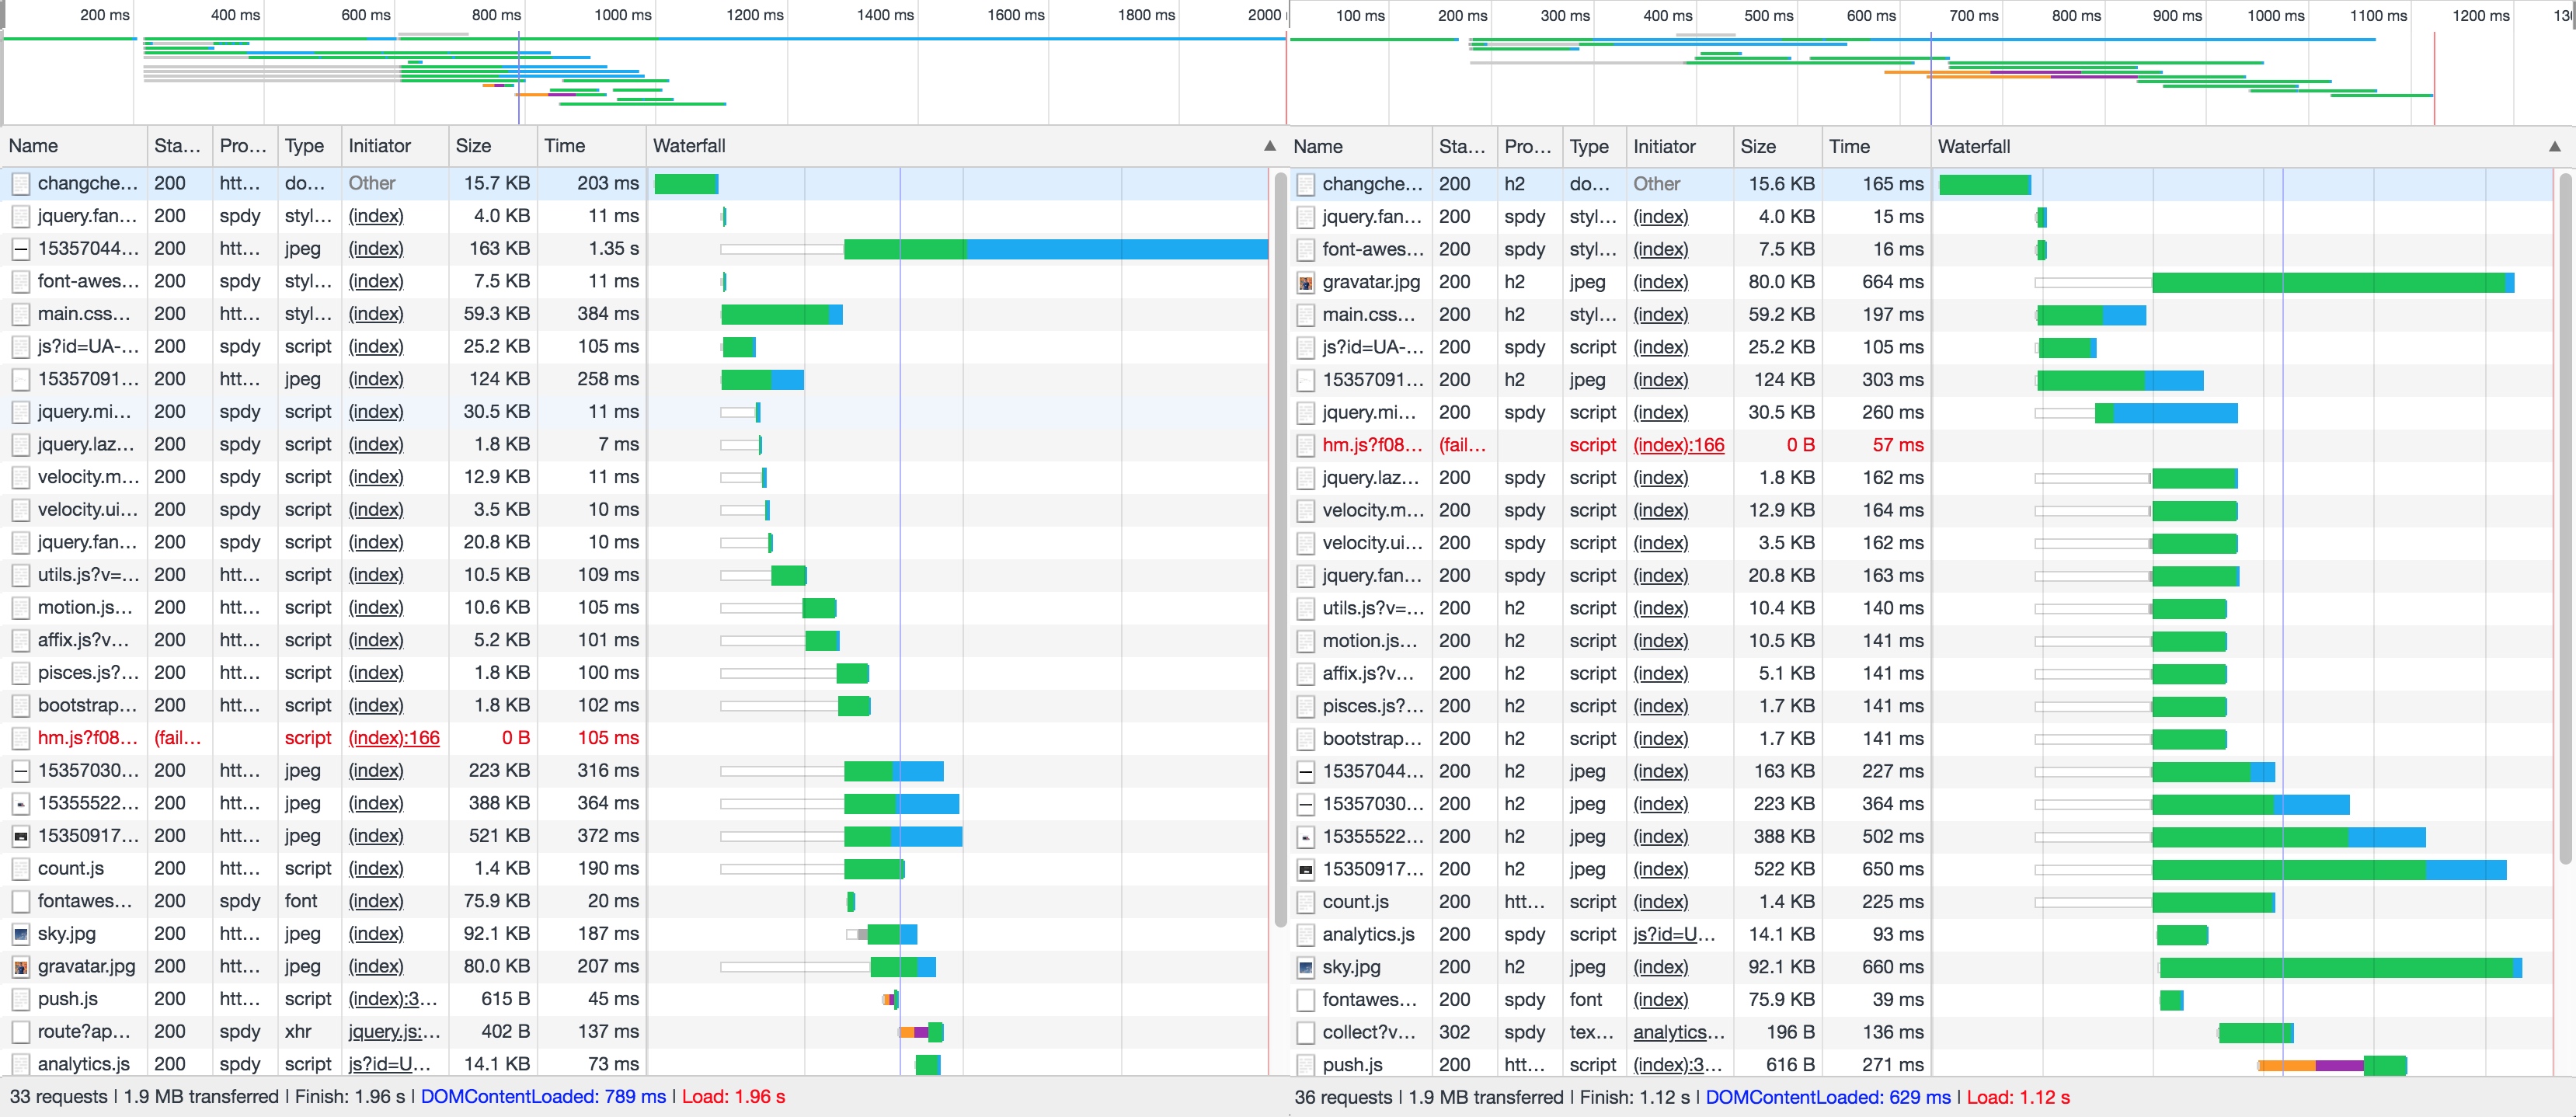 200 ms 400 ms 600 ms 800 ms 1000 ms 1200 ms 1400 ms 1600 ms 1800 ms 2000
Name Sta... Pro... Type Initiator Size Time Waterfall ▲
changche... 200 htt... do... Other 15.7 KB 203 ms
jquery.fan... 200 spdy styl... (index) 4.0 KB 11 ms
15357044... 200 htt... jpeg (index) 163 KB 1.35 s
font-awes... 200 spdy styl... (index) 7.5 KB 11 ms
main.css... 200 htt... styl... (index) 59.3 KB 384 ms
js?id=UA-... 200 spdy script (index) 25.2 KB 105 ms
15357091... 200 htt... jpeg (index) 124 KB 258 ms
jquery.mi... 200 spdy script (index) 30.5 KB 11 ms
jquery.laz... 200 spdy script (index) 1.8 KB 7 ms
velocity.m... 200 spdy script (index) 12.9 KB 11 ms
velocity.ui... 200 spdy script (index) 3.5 KB 10 ms
jquery.fan... 200 spdy script (index) 20.8 KB 10 ms
utils.js?v=... 200 htt... script (index) 10.5 KB 109 ms
motion.js... 200 htt... script (index) 10.6 KB 105 ms
affix.js?v... 200 htt... script (index) 5.2 KB 101 ms
pisces.js?... 200 htt... script (index) 1.8 KB 100 ms
bootstrap... 200 htt... script (index) 1.8 KB 102 ms
hm.js?f08... (fail... script (index):166 0 B 105 ms
15357030... 200 htt... jpeg (index) 223 KB 316 ms
15355522... 200 htt... jpeg (index) 388 KB 364 ms
15350917... 200 htt... jpeg (index) 521 KB 372 ms
count.js 200 htt... script (index) 1.4 KB 190 ms
fontawes... 200 spdy font (index) 75.9 KB 20 ms
sky.jpg 200 htt... jpeg (index) 92.1 KB 187 ms
gravatar.jpg 200 htt... jpeg (index) 80.0 KB 207 ms
push.js 200 htt... script (index):3... 615 B 45 ms
route?ap... 200 spdy xhr jquery.js:... 402 B 137 ms
analytics.js 200 spdy script js?id=U... 14.1 KB 73 ms
33 requests | 1.9 MB transferred | Finish: 1.96 s | DOMContentLoaded: 789 ms | Load: 1.96 s
100 ms 200 ms 300 ms 400 ms 500 ms 600 ms 700 ms 800 ms 900 ms 1000 ms 1100 ms 1200 ms
Name Sta... Pro... Type Initiator Size Time Waterfall ▲
changche... 200 h2 do... Other 15.6 KB 165 ms
jquery.fan... 200 spdy styl... (index) 4.0 KB 15 ms
font-awes... 200 spdy styl... (index) 7.5 KB 16 ms
gravatar.jpg 200 h2 jpeg (index) 80.0 KB 664 ms
main.css... 200 h2 styl... (index) 59.2 KB 197 ms
js?id=UA-... 200 spdy script (index) 25.2 KB 105 ms
15357091... 200 h2 jpeg (index) 124 KB 303 ms
jquery.mi... 200 spdy script (index) 30.5 KB 260 ms
hm.js?f08... (fail... script (index):166 0 B 57 ms
jquery.laz... 200 spdy script (index) 1.8 KB 162 ms
velocity.m... 200 spdy script (index) 12.9 KB 164 ms
velocity.ui... 200 spdy script (index) 3.5 KB 162 ms
jquery.fan... 200 spdy script (index) 20.8 KB 163 ms
utils.js?v=... 200 h2 script (index) 10.4 KB 140 ms
motion.js... 200 h2 script (index) 10.5 KB 141 ms
affix.js?v... 200 h2 script (index) 5.1 KB 141 ms
pisces.js?... 200 h2 script (index) 1.7 KB 141 ms
bootstrap... 200 h2 script (index) 1.7 KB 141 ms
15357044... 200 h2 jpeg (index) 163 KB 227 ms
15357030... 200 h2 jpeg (index) 223 KB 364 ms
15355522... 200 h2 jpeg (index) 388 KB 502 ms
15350917... 200 h2 jpeg (index) 522 KB 650 ms
count.js 200 htt... script (index) 1.4 KB 225 ms
analytics.js 200 spdy script js?id=U... 14.1 KB 93 ms
sky.jpg 200 h2 jpeg (index) 92.1 KB 660 ms
fontawes... 200 spdy font (index) 75.9 KB 39 ms
collect?v... 302 spdy tex... analytics... 196 B 136 ms
push.js 200 htt... script (index):3... 616 B 271 ms
36 requests | 1.9 MB transferred | Finish: 1.12 s | DOMContentLoaded: 629 ms | Load: 1.12 s